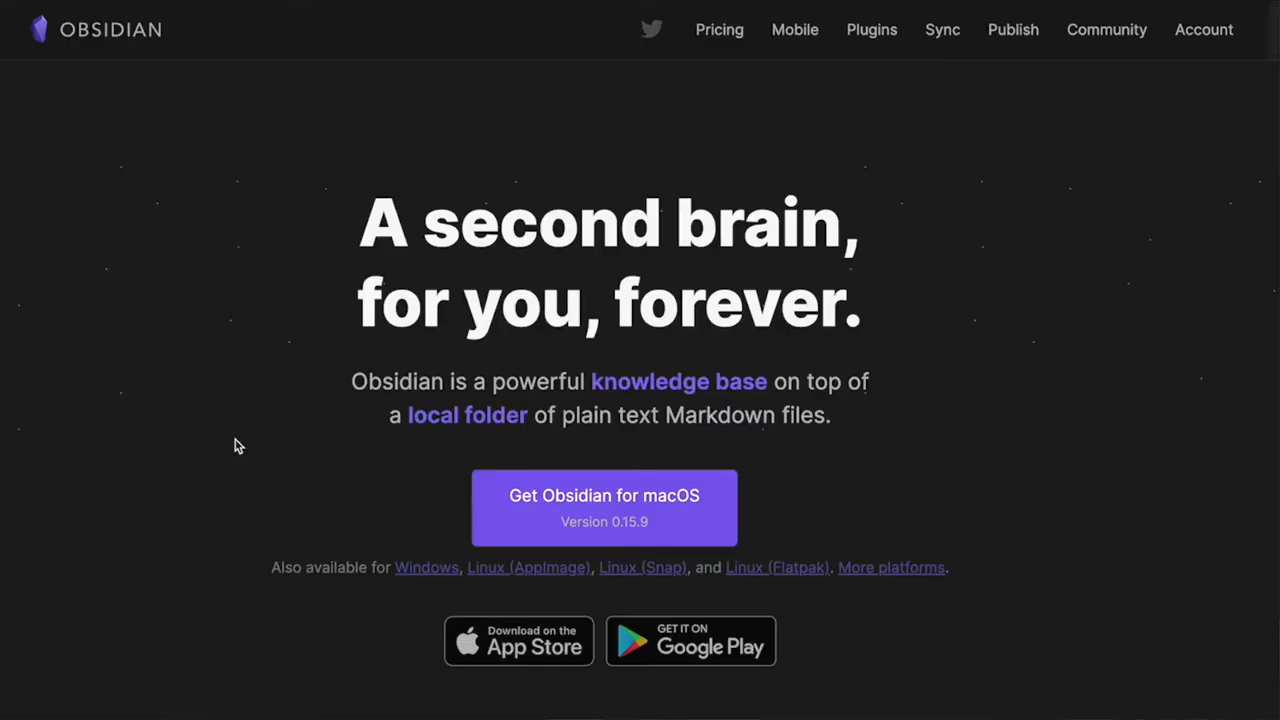 OBSIDIAN
Pricing Mobile Plugins Sync Publish Community Account
A second brain,
for you, forever.
Obsidian is a powerful knowledge base on top of
a local folder of plain text Markdown files.
Get Obsidian for macOS
Version 0.15.9
Also available for Windows, Linux (AppImage), Linux (Snap), and Linux (Flatpak). More platforms.
Download on the
App Store
GET IT ON
Google Play